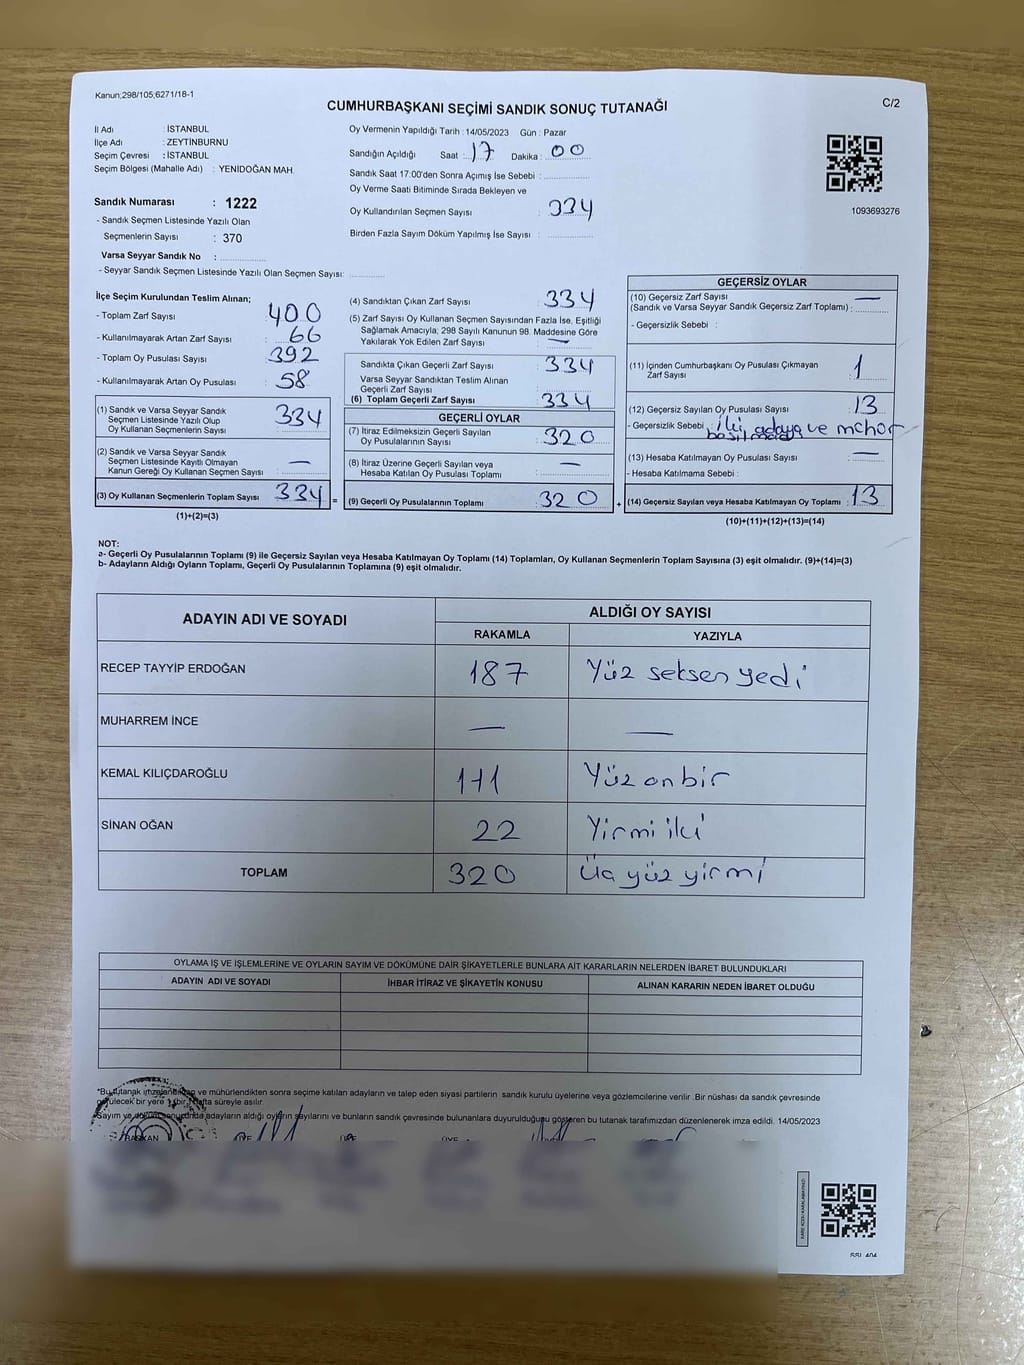 Kanun;298/105;6271/18-1
CUMHURBAŞKANI SEÇİMİ SANDIK SONUÇ TUTANAĞI
C/2
İl Adı : İSTANBUL
İlçe Adı : ZEYTİNBURNU
Seçim Çevresi : İSTANBUL
Seçim Bölgesi (Mahalle Adı) : YENİDOĞAN MAH.
Sandık Numarası : 1222
- Sandık Seçmen Listesinde Yazılı Olan
Seçmenlerin Sayısı : 370
Varsa Seyyar Sandık No :
- Seyyar Sandık Seçmen Listesinde Yazılı Olan Seçmen Sayısı:
Oy Vermenin Yapıldığı Tarih : 14/05/2023 Gün : Pazar
Sandığın Açıldığı Saat : 17 Dakika : 00
Sandık Saat 17:00'den Sonra Açımış İse Sebebi :
Oy Verme Saati Bitiminde Sırada Bekleyen ve
Oy Kullandırılan Seçmen Sayısı : 334
Birden Fazla Sayım Döküm Yapılmış İse Sayısı :
1093693276
İlçe Seçim Kurulundan Teslim Alınan;
- Toplam Zarf Sayısı : 400
- Kullanılmayarak Artan Zarf Sayısı : 66
- Toplam Oy Pusulası Sayısı : 392
- Kullanılmayarak Artan Oy Pusulası : 58
(1) Sandık ve Varsa Seyyar Sandık
Seçmen Listesinde Yazılı Olup
Oy Kullanan Seçmenlerin Sayısı : 334
(2) Sandık ve Varsa Seyyar Sandık
Seçmen Listesinde Kayıtlı Olmayan
Kanun Gereği Oy Kullanan Seçmen Sayısı : —
(3) Oy Kullanan Seçmenlerin Toplam Sayısı : 334 =
(1)+(2)=(3)
(4) Sandıktan Çıkan Zarf Sayısı : 334
(5) Zarf Sayısı Oy Kullanan Seçmen Sayısından Fazla İse, Eşitliği
Sağlamak Amacıyla; 298 Sayılı Kanunun 98. Maddesine Göre
Yakılarak Yok Edilen Zarf Sayısı : —
Sandıkta Çıkan Geçerli Zarf Sayısı : 334
Varsa Seyyar Sandıktan Teslim Alınan
Geçerli Zarf Sayısı :
(6) Toplam Geçerli Zarf Sayısı : 334
GEÇERLİ OYLAR
(7) İtiraz Edilmeksizin Geçerli Sayılan
Oy Pusulalarının Sayısı : 320
(8) İtiraz Üzerine Geçerli Sayılan veya
Hesaba Katılan Oy Pusulası Toplamı : —
(9) Geçerli Oy Pusulalarının Toplamı : 320 +
GEÇERSİZ OYLAR
(10) Geçersiz Zarf Sayısı —
(Sandık ve Varsa Seyyar Sandık Geçersiz Zarf Toplamı) :
- Geçersizlik Sebebi :
(11) İçinden Cumhurbaşkanı Oy Pusulası Çıkmayan
Zarf Sayısı : 1
(12) Geçersiz Sayılan Oy Pusulası Sayısı : 13
- Geçersizlik Sebebi : iki adaya ve mühür
(13) Hesaba Katılmayan Oy Pusulası Sayısı : —
- Hesaba Katılmama Sebebi :
(14) Geçersiz Sayılan veya Hesaba Katılmayan Oy Toplamı : 13
(10)+(11)+(12)+(13)=(14)
NOT:
a- Geçerli Oy Pusulalarının Toplamı (9) ile Geçersiz Sayılan veya Hesaba Katılmayan Oy Toplamı (14) Toplamları, Oy Kullanan Seçmenlerin Toplam Sayısına (3) eşit olmalıdır. (9)+(14)=(3)
b- Adayların Aldığı Oyların Toplamı, Geçerli Oy Pusulalarının Toplamına (9) eşit olmalıdır.
ADAYIN ADI VE SOYADI
ALDIĞI OY SAYISI
RAKAMLA YAZIYLA
RECEP TAYYİP ERDOĞAN 187 Yüz seksen yedi
MUHARREM İNCE — —
KEMAL KILIÇDAROĞLU 111 Yüz on bir
SİNAN OĞAN 22 Yirmi iki
TOPLAM 320 Üç yüz yirmi
OYLAMA İŞ VE İŞLEMLERİNE VE OYLARIN SAYIM VE DÖKÜMÜNE DAİR ŞİKAYETLERLE BUNLARA AİT KARARLARIN NELERDEN İBARET BULUNDUKLARI
ADAYIN ADI VE SOYADI İHBAR İTİRAZ VE ŞİKAYETİN KONUSU ALINAN KARARIN NEDEN İBARET OLDUĞU
*Bu tutanak imzalandıktan ve mühürlendikten sonra seçime katılan adayların ve talep eden siyasi partilerin sandık kurulu üyelerine veya gözlemcilerine verilir .Bir nüshası da sandık çevresinde
görülecek bir yere 1 (bir) hafta süreyle asılır.
Sayım ve döküm sonucunda adayların aldığı oyların sayılarını ve bunların sandık çevresinde bulunanlara duyurulduğunu gösteren bu tutanak tarafımızdan düzenlenerek imza edildi. 14/05/2023
BAŞKAN ÜYE ÜYE ÜYE